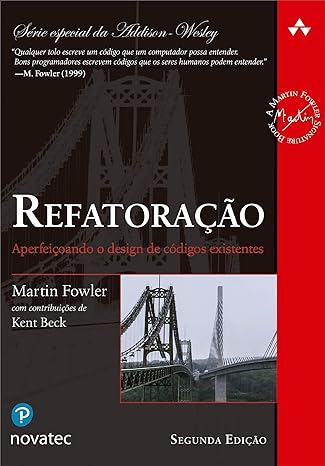 Série especial da Addison-Wesley
"Qualquer tolo escreve um código que um computador possa entender.
Bons programadores escrevem códigos que os seres humanos podem entender."
—M. Fowler (1999)
A MARTIN FOWLER
SIGNATURE BOOK
Martin
REFATORAÇÃO
Aperfeiçoando o design de códigos existentes
Martin Fowler
com contribuições de
Kent Beck
P
novatec
SEGUNDA EDIÇÃO